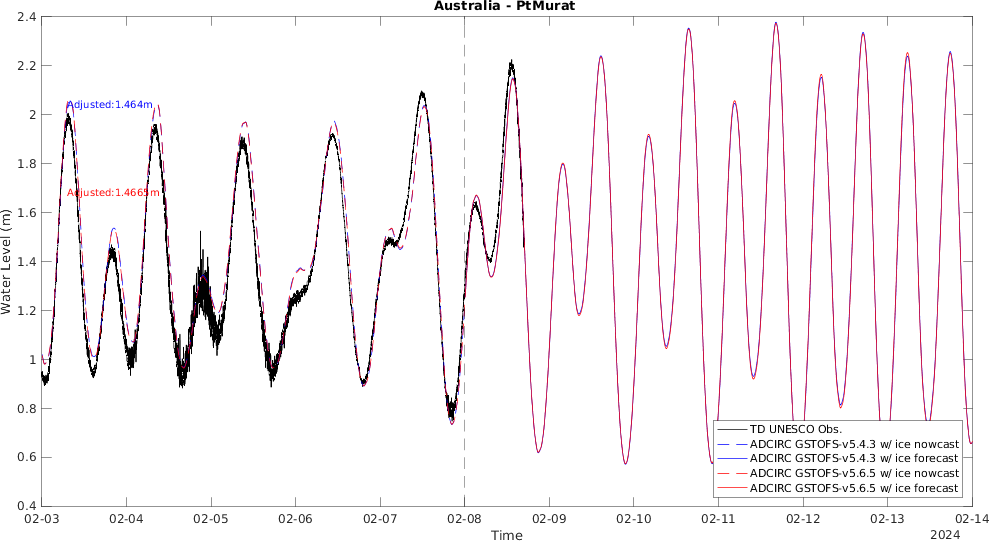 Australia - PtMurat
2.4
2.2
2
1.8
1.6
1.4
1.2
1
0.8
0.6
0.4
Water Level (m)
Adjusted:1.464m
Adjusted:1.4665m
TD UNESCO Obs.
ADCIRC GSTOFS-v5.4.3 w/ ice nowcast
ADCIRC GSTOFS-v5.4.3 w/ ice forecast
ADCIRC GSTOFS-v5.6.5 w/ ice nowcast
ADCIRC GSTOFS-v5.6.5 w/ ice forecast
02-03 02-04 02-05 02-06 02-07 02-08 02-09 02-10 02-11 02-12 02-13 02-14
Time
2024